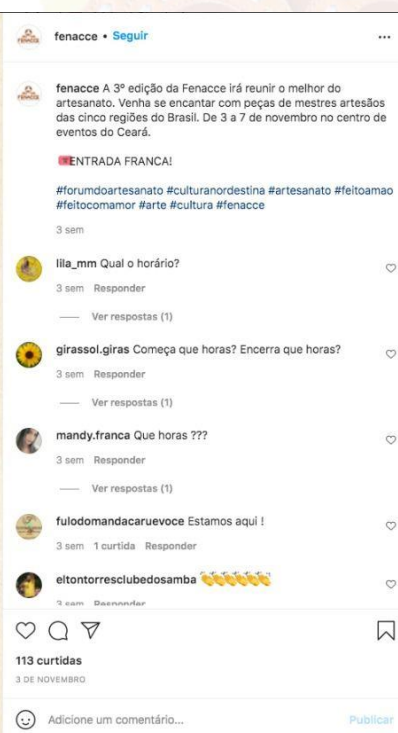 fenacce • Seguir
fenacce A 3º edição da Fenacce irá reunir o melhor do
artesanato. Venha se encantar com peças de mestres artesãos
das cinco regiões do Brasil. De 3 a 7 de novembro no centro de
eventos do Ceará.
ENTRADA FRANCA!
#forumdoartesanato #culturanordestina #artesanato #feitoamao
#feitocomamor #arte #cultura #fenacce
3 sem
lila_mm Qual o horário?
3 sem Responder
Ver respostas (1)
girassol.giras Começa que horas? Encerra que horas?
3 sem Responder
Ver respostas (1)
mandy.franca Que horas ???
3 sem Responder
Ver respostas (1)
fulodomandacaruevoce Estamos aqui !
3 sem 1 curtida Responder
eltontorresclubedosamba 👏👏👏👏👏👏
3 sem Responder
113 curtidas
3 DE NOVEMBRO
Adicione um comentário... Publicar